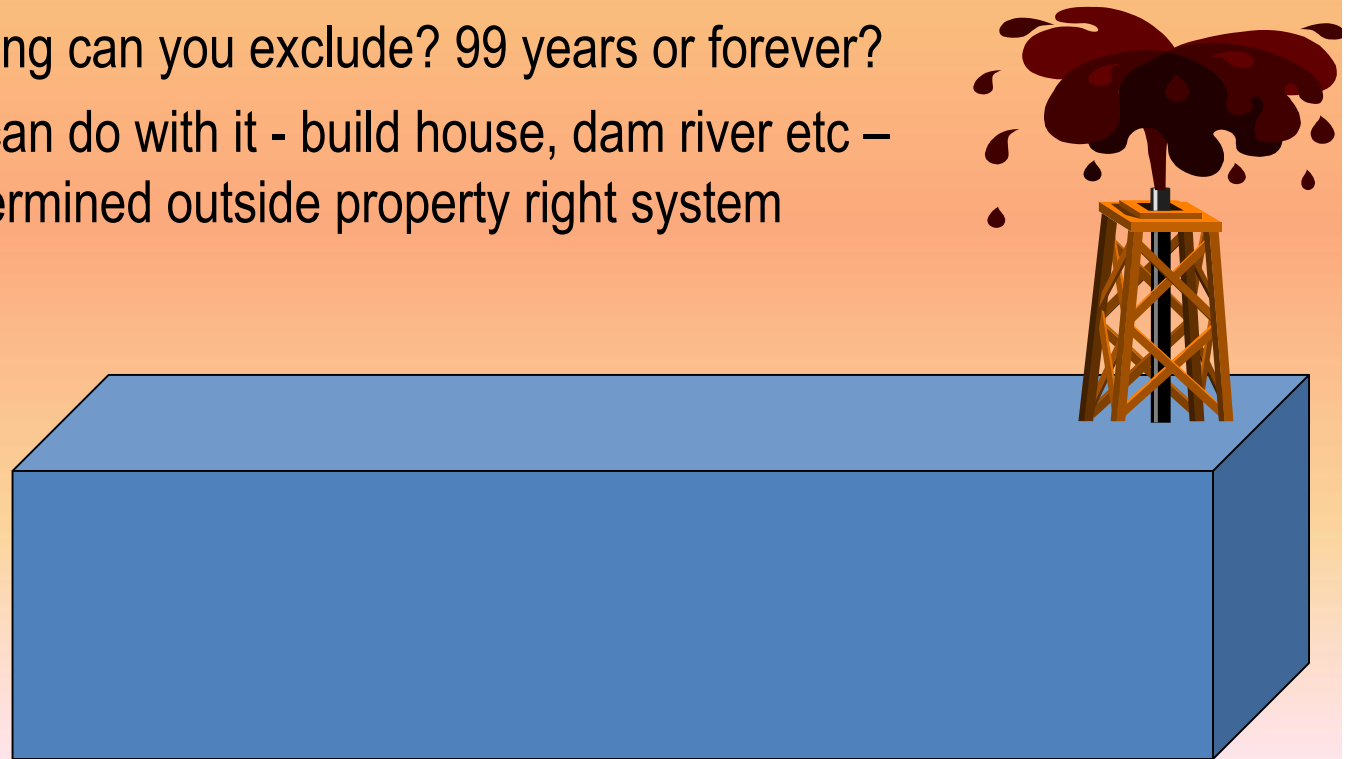 ng can you exclude? 99 years or forever?
an do with it - build house, dam river etc –
ermined outside property right system